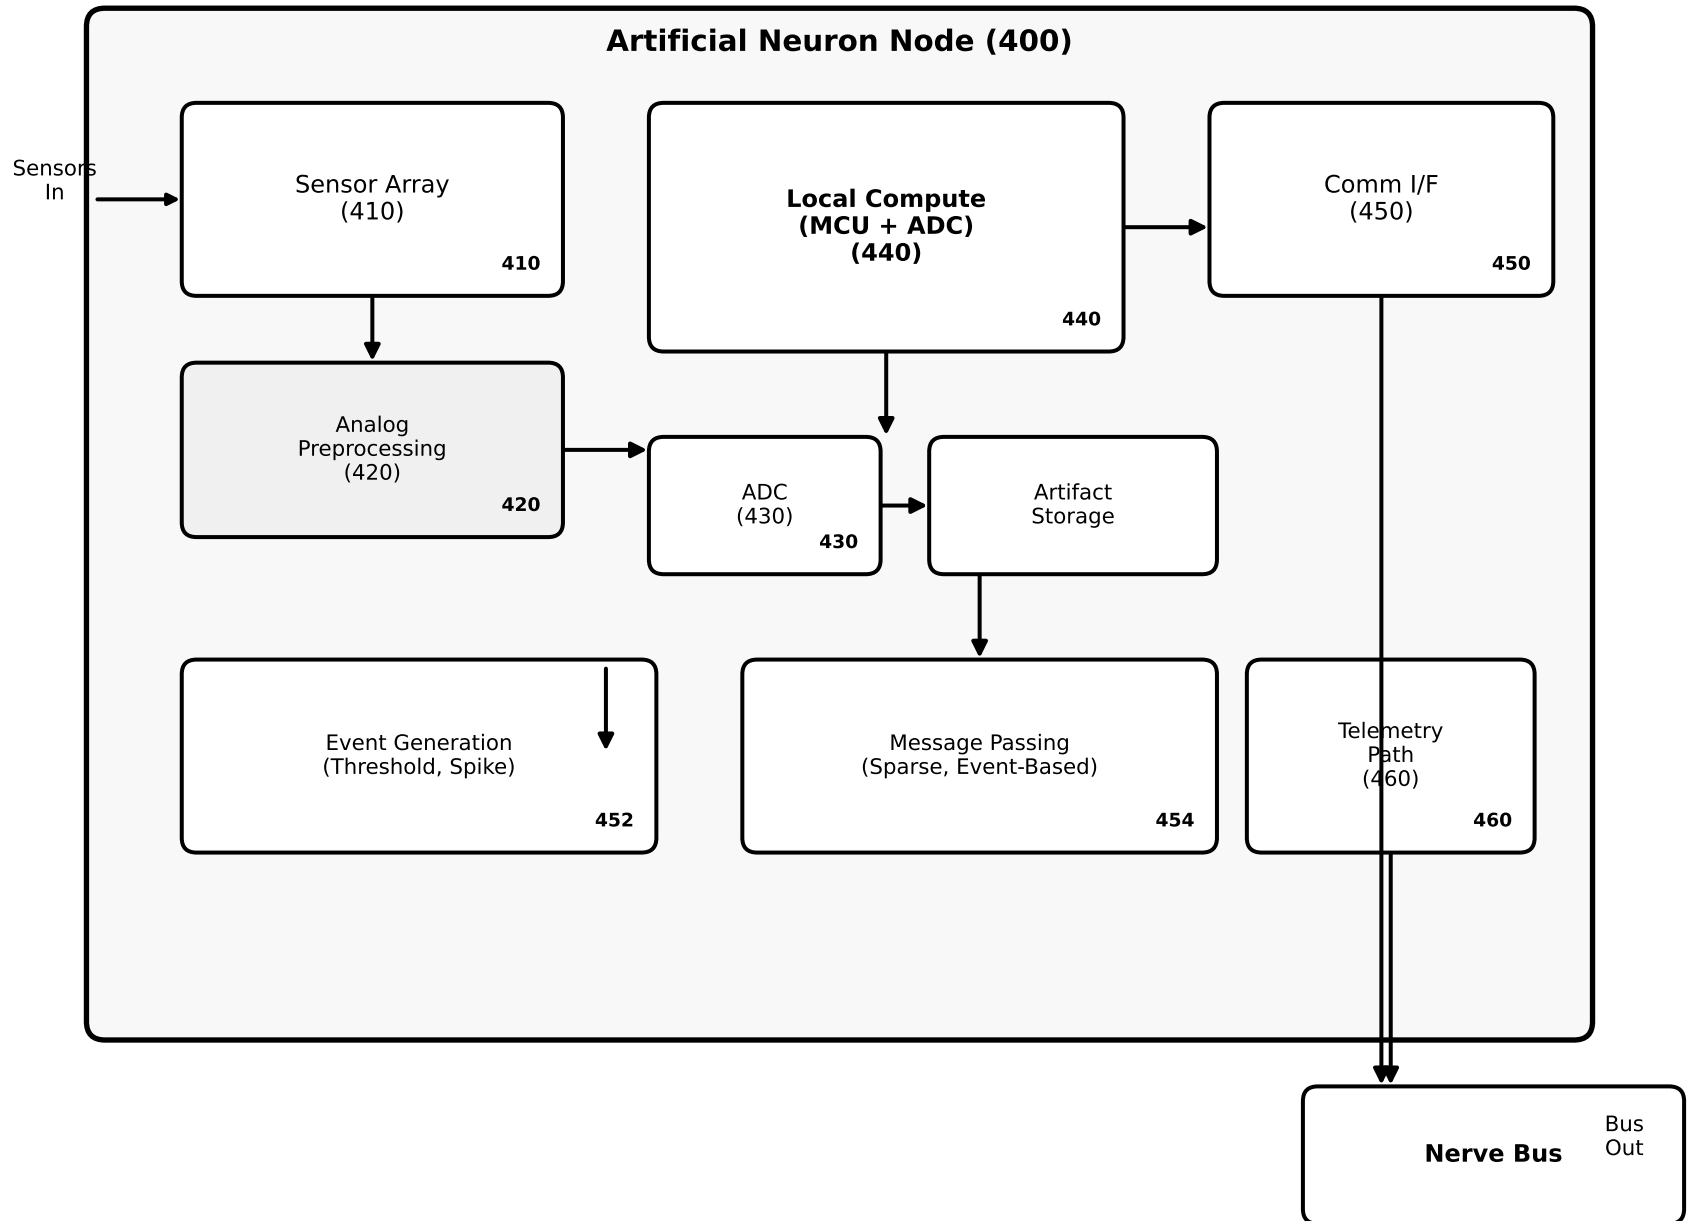 Artificial Neuron Node (400)
Sensors
In
Sensor Array
(410)
410
Local Compute
(MCU + ADC)
(440)
440
Comm I/F
(450)
450
Analog
Preprocessing
(420)
420
ADC
(430)
430
Artifact
Storage
Event Generation
(Threshold, Spike)
452
Message Passing
(Sparse, Event-Based)
454
Telemetry
Path
(460)
460
Nerve Bus
Bus
Out